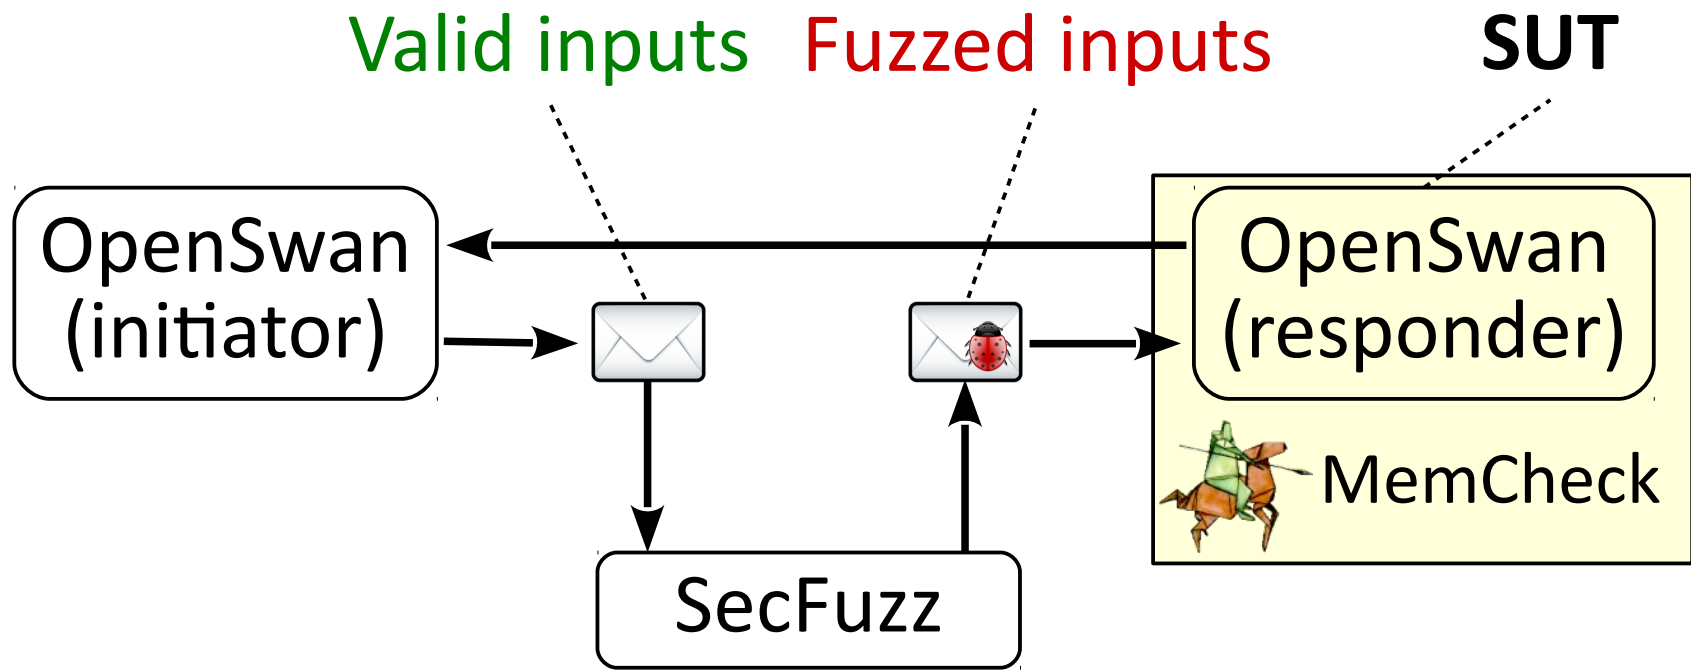 Valid inputs
Fuzzed inputs
SUT
OpenSwan
(initiator)
OpenSwan
(responder)
MemCheck
SecFuzz